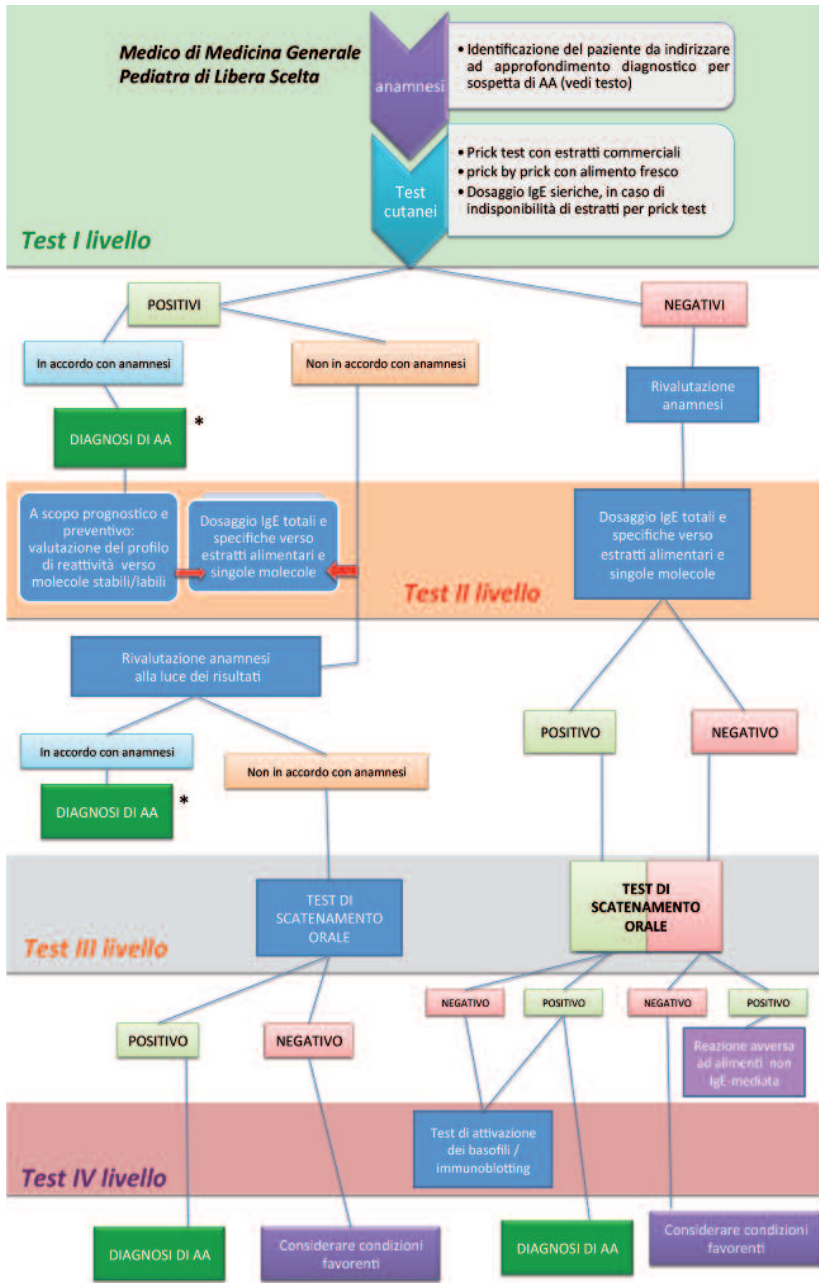 Medico di Medicina Generale
Pediatra di Libera Scelta
anamnesi
• Identificazione del paziente da indirizzare
ad approfondimento diagnostico per
sospetta di AA (vedi testo)
Test
cutanei
• Prick test con estratti commerciali
• prick by prick con alimento fresco
• Dosaggio IgE sieriche, in caso di
indisponibilità di estratti per prick test
Test I livello
POSITIVI
NEGATIVI
In accordo con anamnesi
Non in accordo con anamnesi
Rivalutazione
anamnesi
DIAGNOSI DI AA
*
A scopo prognostico e
preventivo:
valutazione del profilo
di reattività verso
molecole stabili/labili
Dosaggio IgE totali e
specifiche verso
estratti alimentari e
singole molecole
Dosaggio IgE totali e
specifiche verso
estratti alimentari e
singole molecole
Test II livello
Rivalutazione anamnesi
alla luce dei risultati
POSITIVO
NEGATIVO
In accordo con anamnesi
Non in accordo con anamnesi
DIAGNOSI DI AA
*
TEST DI
SCATENAMENTO
ORALE
TEST DI
SCATENAMENTO
ORALE
Test III livello
POSITIVO
NEGATIVO
NEGATIVO
POSITIVO
NEGATIVO
POSITIVO
Reazione avversa
ad alimenti non
IgE-mediata
Test di attivazione
dei basofili /
immunoblotting
Test IV livello
DIAGNOSI DI AA
Considerare condizioni
favorenti
DIAGNOSI DI AA
Considerare condizioni
favorenti